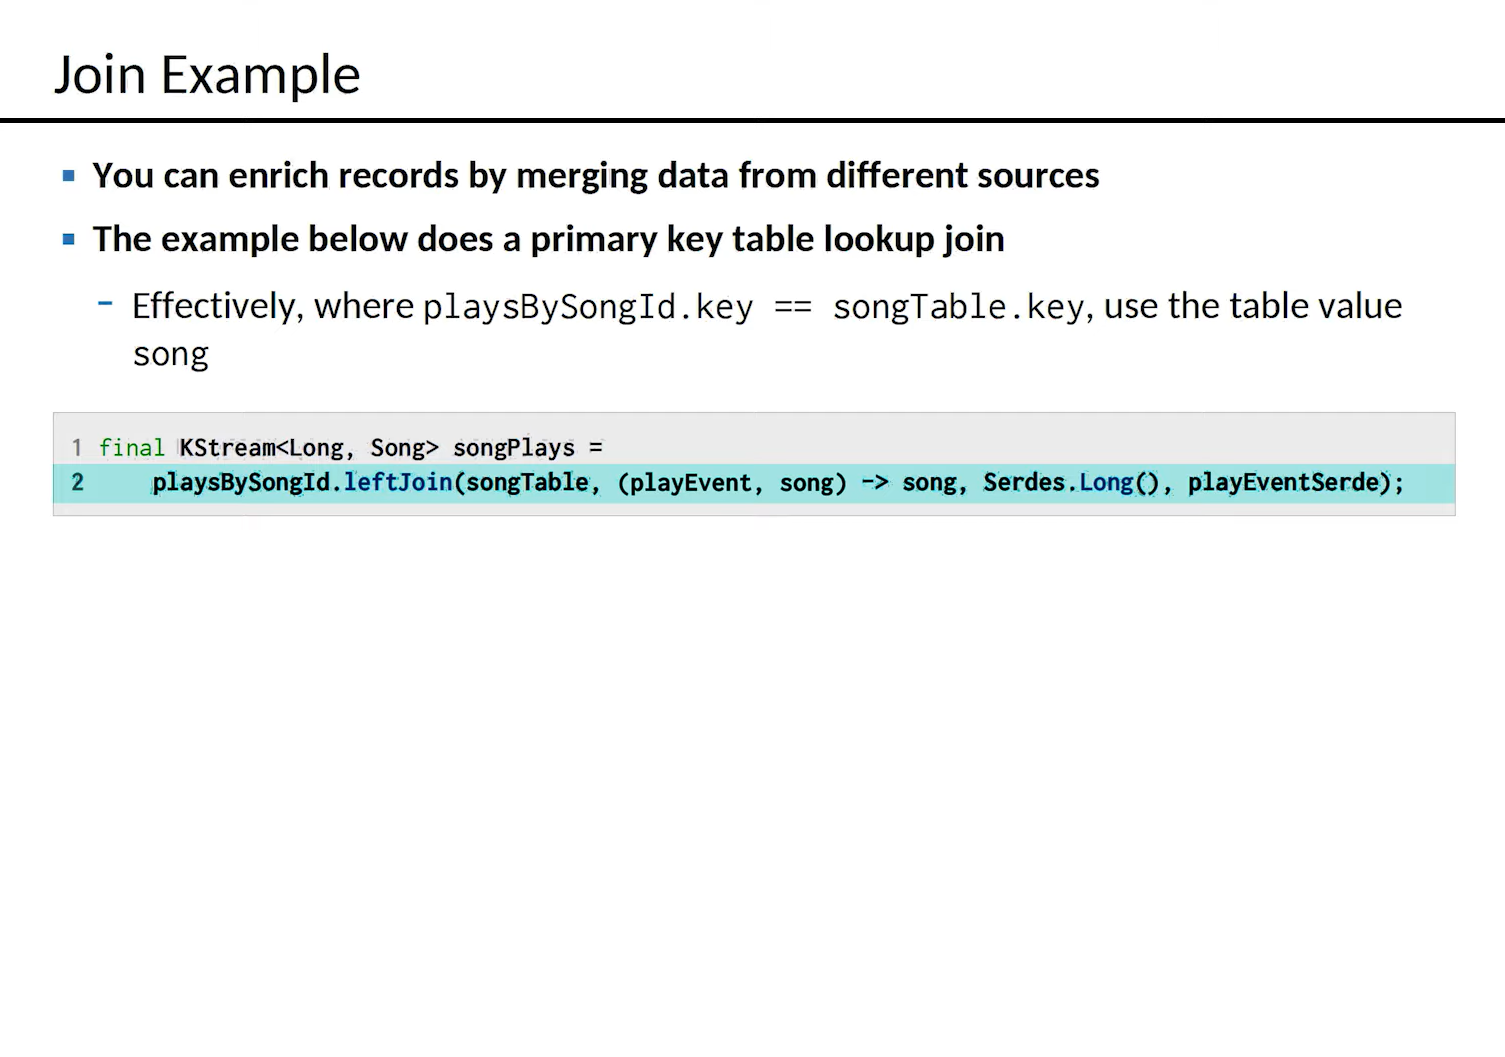 Join Example
You can enrich records by merging data from different sources
The example below does a primary key table lookup join
Effectively, where playsBySongId.key == songTable.key, use the table value
song
1 final KStream<Long, Song> songPlays =
2 playsBySongId.leftJoin(songTable, (playEvent, song) -> song, Serdes.Long(), playEventSerde);